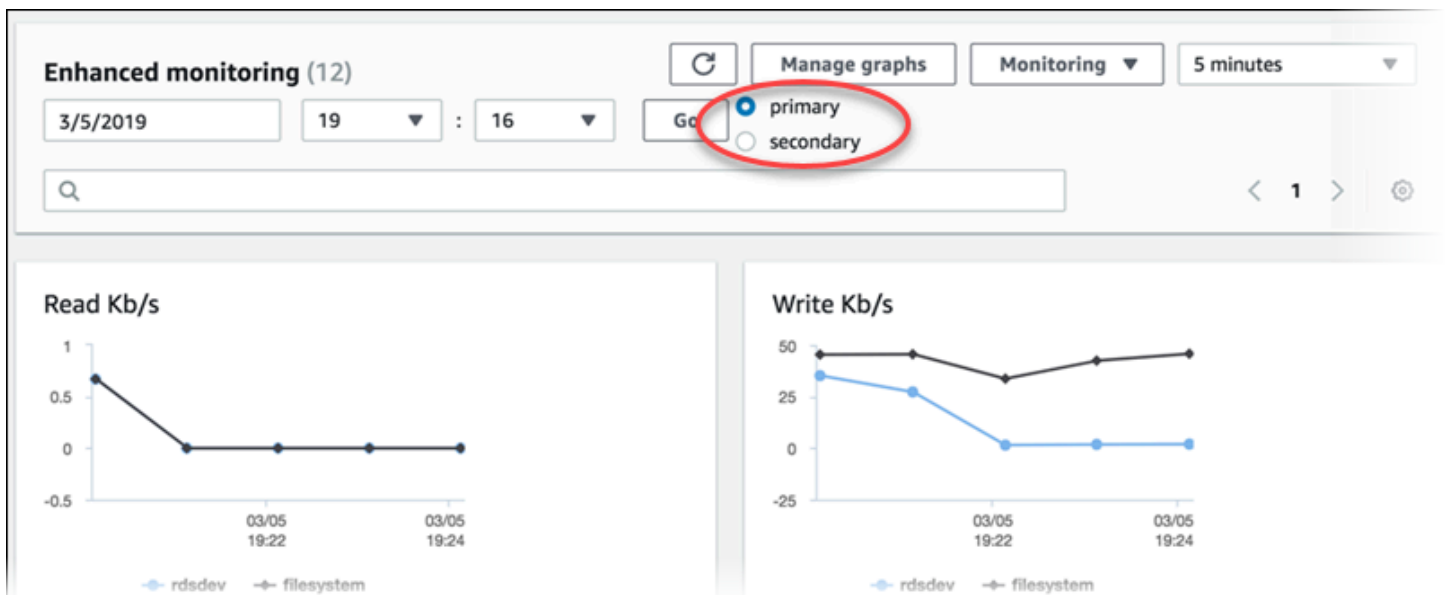 Enhanced monitoring (12)
Manage graphs
Monitoring
5 minutes
3/5/2019
19 : 16
Go
primary
secondary
1
Read Kb/s
1
0.5
0
-0.5
03/05
19:22
03/05
19:24
rdsdev filesystem
Write Kb/s
50
25
0
-25
03/05
19:22
03/05
19:24
rdsdev filesystem